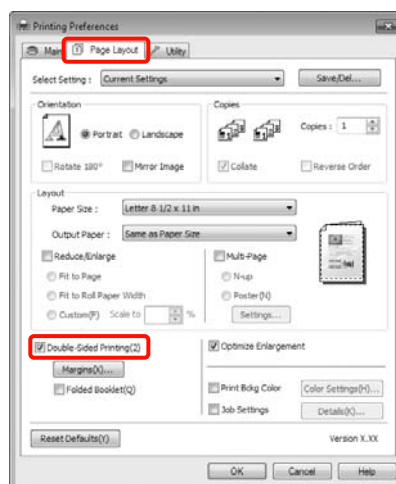 Printing Preferences
Main Page Layout Utility
Select Setting : Current Settings Save/Del...
Orientation Copies
Portrait Landscape Copies : 1
Rotate 180° Mirror Image Collate Reverse Order
Layout
Paper Size : Letter 8 1/2 x 11 in
Output Paper : Same as Paper Size
Reduce/Enlarge Multi-Page
Fit to Page N-up
Fit to Roll Paper Width Poster(N)
Custom(P) Scale to % Settings...
Double-Sided Printing(2) Optimize Enlargement
Margins(X)...
Folded Booklet(Q) Print Bckg Color Color Settings(H)...
Job Settings Details(K)...
Reset Defaults(Y) Version X.XX
OK Cancel Help